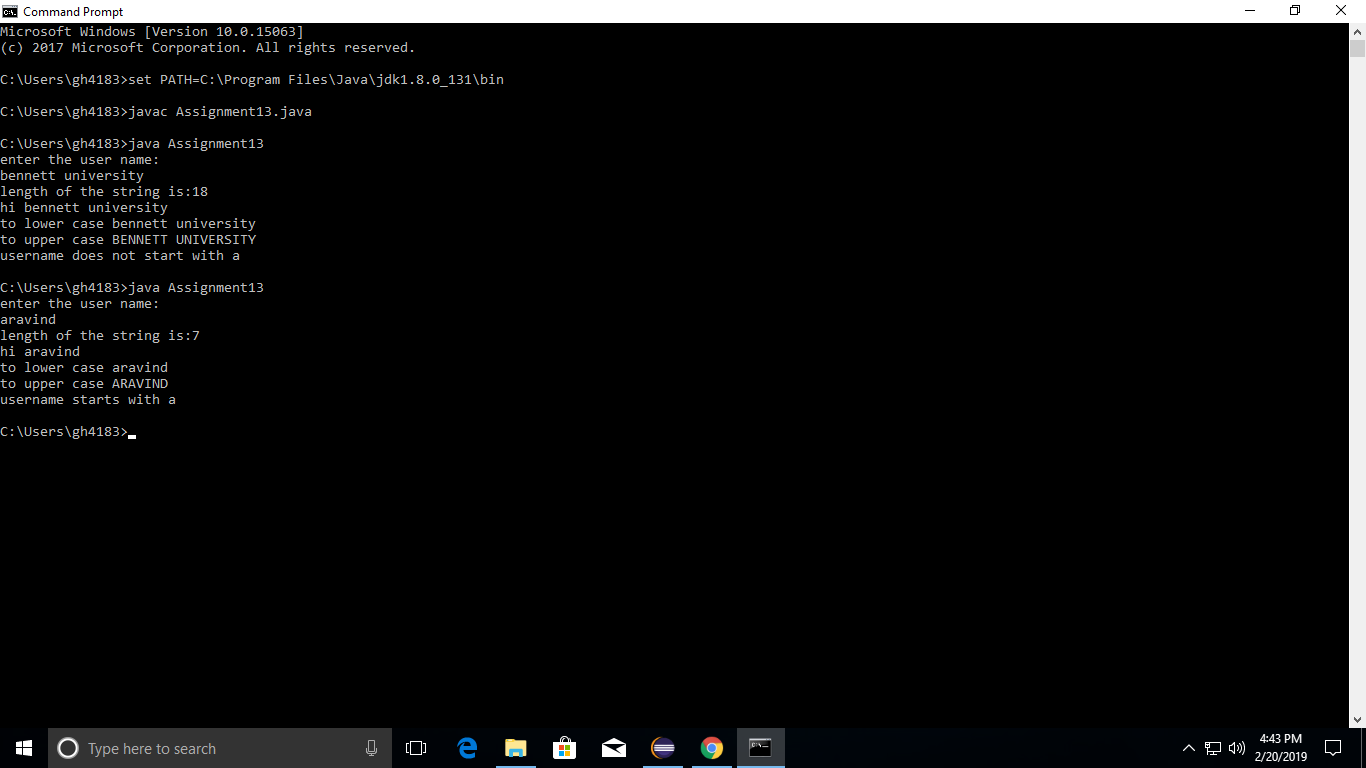 Command Prompt
Microsoft Windows [Version 10.0.15063]
(c) 2017 Microsoft Corporation. All rights reserved.
C:\Users\gh4183>set PATH=C:\Program Files\Java\jdk1.8.0_131\bin
C:\Users\gh4183>javac Assignment13.java
C:\Users\gh4183>java Assignment13
enter the user name:
bennett university
length of the string is:18
hi bennett university
to lower case bennett university
to upper case BENNETT UNIVERSITY
username does not start with a
C:\Users\gh4183>java Assignment13
enter the user name:
aravind
length of the string is:7
hi aravind
to lower case aravind
to upper case ARAVIND
username starts with a
C:\Users\gh4183>
Type here to search
4:43 PM
2/20/2019